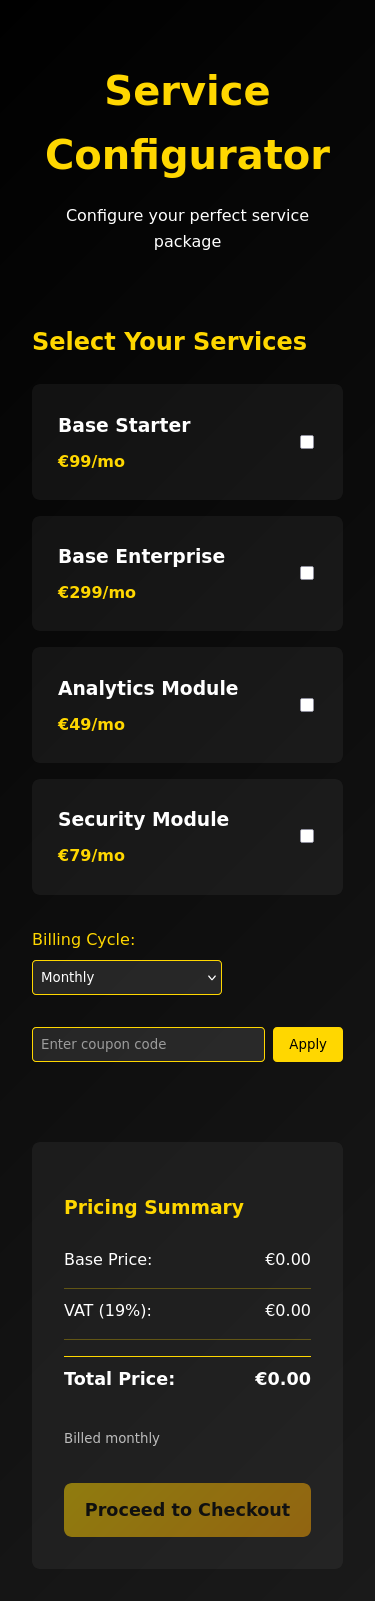 Service
Configurator
Configure your perfect service
package
Select Your Services
Base Starter
€99/mo
Base Enterprise
€299/mo
Analytics Module
€49/mo
Security Module
€79/mo
Billing Cycle:
Monthly
Enter coupon code Apply
Pricing Summary
Base Price: €0.00
VAT (19%): €0.00
Total Price: €0.00
Billed monthly
Proceed to Checkout